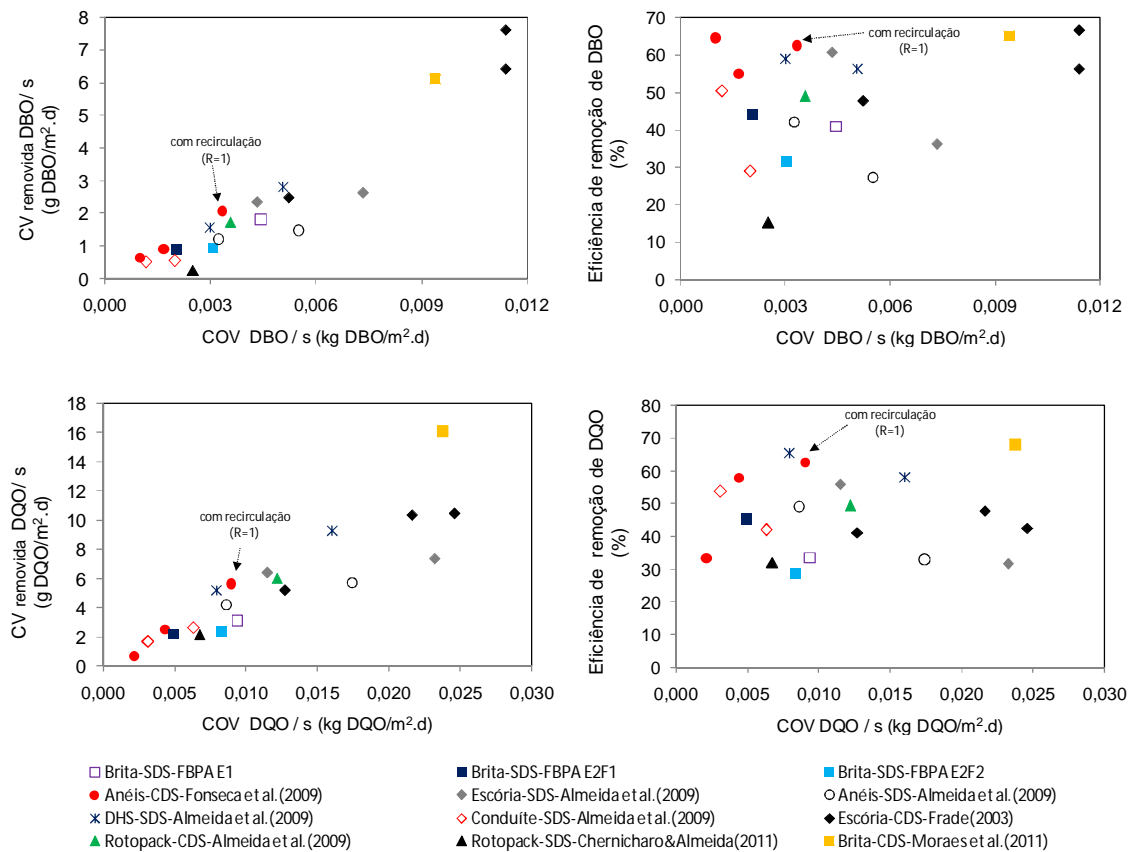 CV removida DBO/ s
(g DBO/m².d)
8
7
6
5
4
3
2
1
0
com recirculação
(R=1)
0,000 0,003 0,006 0,009 0,012
COV DBO / s (kg DBO/m².d)
Eficiência de remoção de DBO
(%)
70
60
50
40
30
20
10
0
com recirculação
(R=1)
0,000 0,003 0,006 0,009 0,012
COV DBO / s (kg DBO/m².d)
CV removida DQO/ s
(g DQO/m².d)
18
16
14
12
10
8
6
4
2
0
com recirculação
(R=1)
0,000 0,005 0,010 0,015 0,020 0,025 0,030
COV DQO / s (kg DQO/m².d)
Eficiência de remoção de DQO
(%)
80
70
60
50
40
30
20
10
0
com recirculação
(R=1)
0,000 0,005 0,010 0,015 0,020 0,025 0,030
COV DQO / s (kg DQO/m².d)
Brita-SDS-FBPA E1 Brita-SDS-FBPA E2F1 Brita-SDS-FBPA E2F2
Anéis-CDS-Fonseca et al.(2009) Escória-SDS-Almeida et al.(2009) Anéis-SDS-Almeida et al.(2009)
DHS-SDS-Almeida et al.(2009) Conduíte-SDS-Almeida et al.(2009) Escória-CDS-Frade(2003)
Rotopack-CDS-Almeida et al.(2009) Rotopack-SDS-Chernicharo&Almeida(2011) Brita-CDS-Moraes et al.(2011)